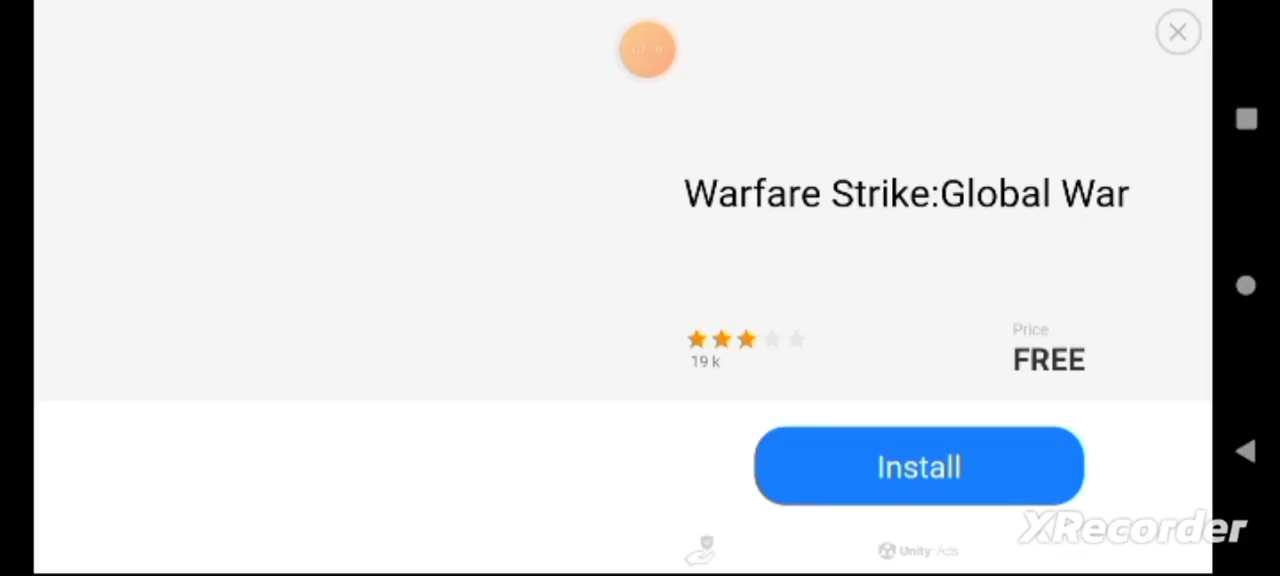 Warfare Strike:Global War
19 k
Price
FREE
Install
Unity Ads
XRecorder